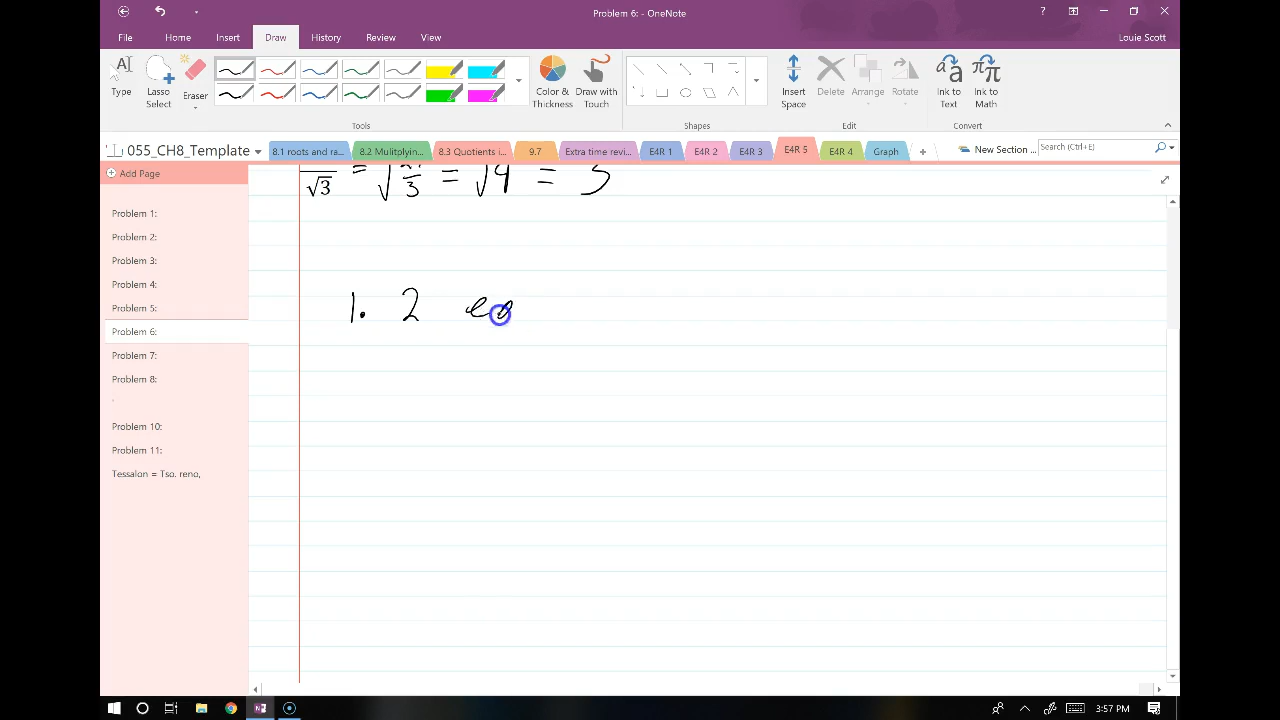 Problem 6: - OneNote
?
File Home Insert Draw History Review View Louie Scott
Type Lasso Select Eraser Color & Thickness Draw with Touch Insert Space Delete Arrange Rotate Ink to Text Ink to Math
Tools Shapes Edit Convert
055_CH8_Template 8.1 roots and ra... 8.2 Mulitplyin... 8.3 Quotients i... 9.7 Extra time revi... E4R 1 E4R 2 E4R 3 E4R 5 E4R 4 Graph + New Section... Search (Ctrl+E)
Add Page
√3 = √ 3 = √9 = 3
Problem 1:
Problem 2:
Problem 3:
Problem 4:
Problem 5:
1. 2
Problem 6:
Problem 7:
Problem 8:
Problem 10:
Problem 11:
Tessalon = Tso. reno,
3:57 PM